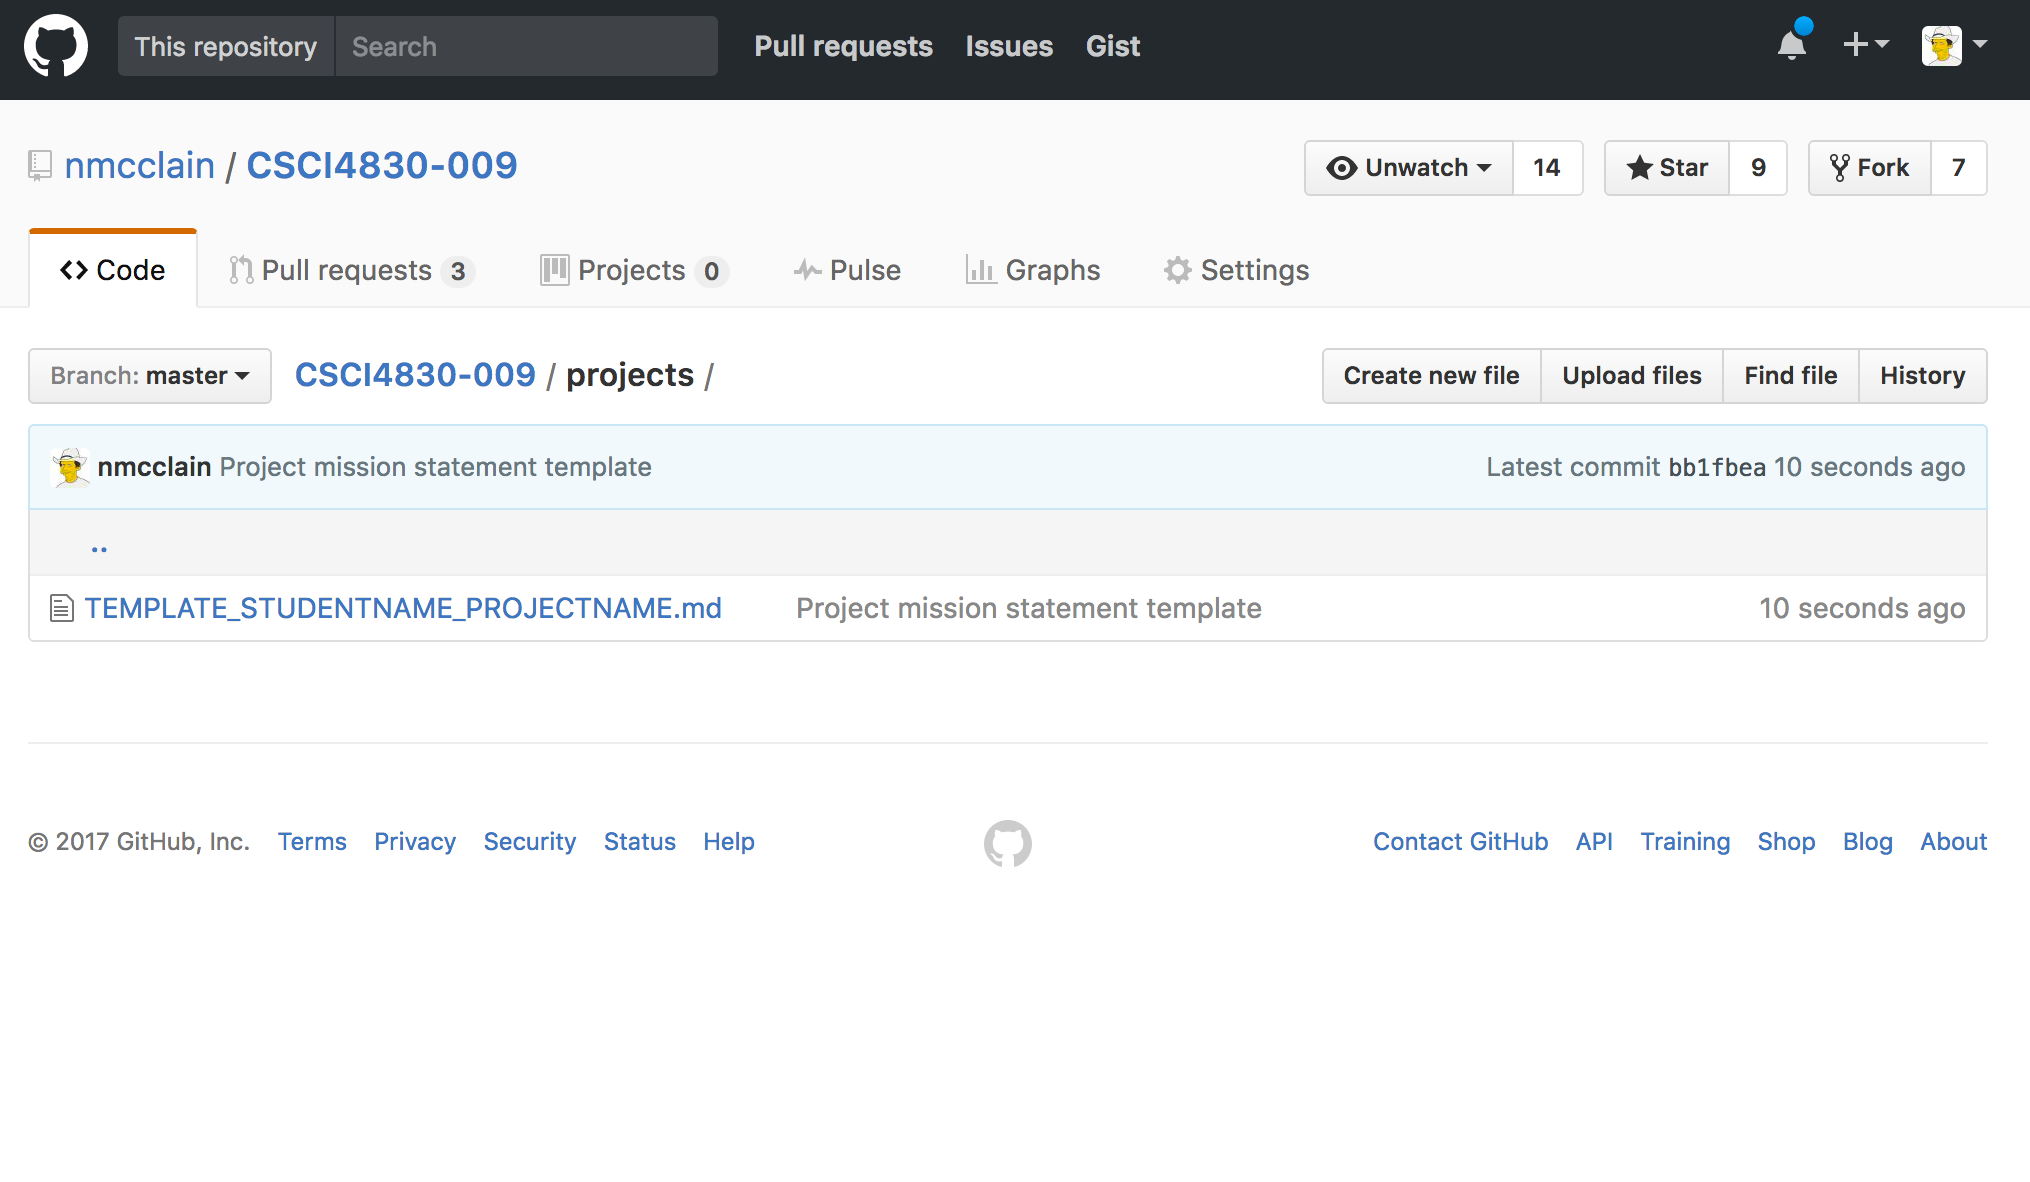 This repository Search Pull requests Issues Gist
nmcclain / CSCI4830-009 Unwatch 14 Star 9 Fork 7
Code Pull requests 3 Projects 0 Pulse Graphs Settings
Branch: master CSCI4830-009 / projects / Create new file Upload files Find file History
nmcclain Project mission statement template Latest commit bb1fbea 10 seconds ago
..
TEMPLATE_STUDENTNAME_PROJECTNAME.md Project mission statement template 10 seconds ago
© 2017 GitHub, Inc. Terms Privacy Security Status Help Contact GitHub API Training Shop Blog About